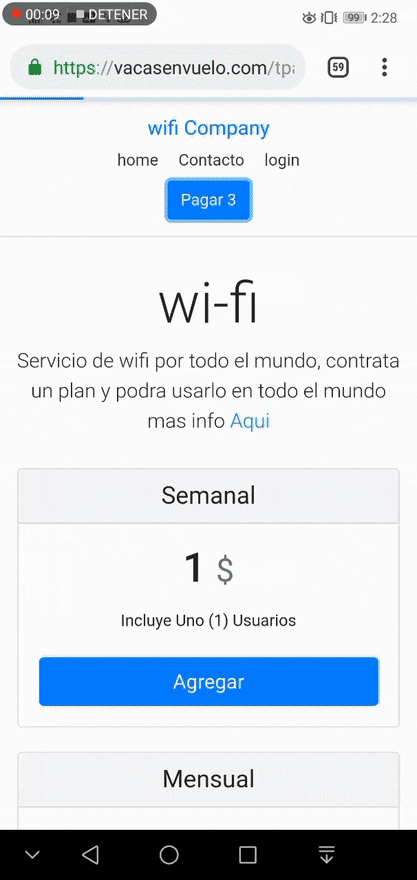 00:09 DETENER 99 2:28
https://vacasenvuelo.com/tpa 59
wifi Company
home Contacto login
Pagar 3
wi-fi
Servicio de wifi por todo el mundo, contrata
un plan y podra usarlo en todo el mundo
mas info Aqui
Semanal
1 $
Incluye Uno (1) Usuarios
Agregar
Mensual